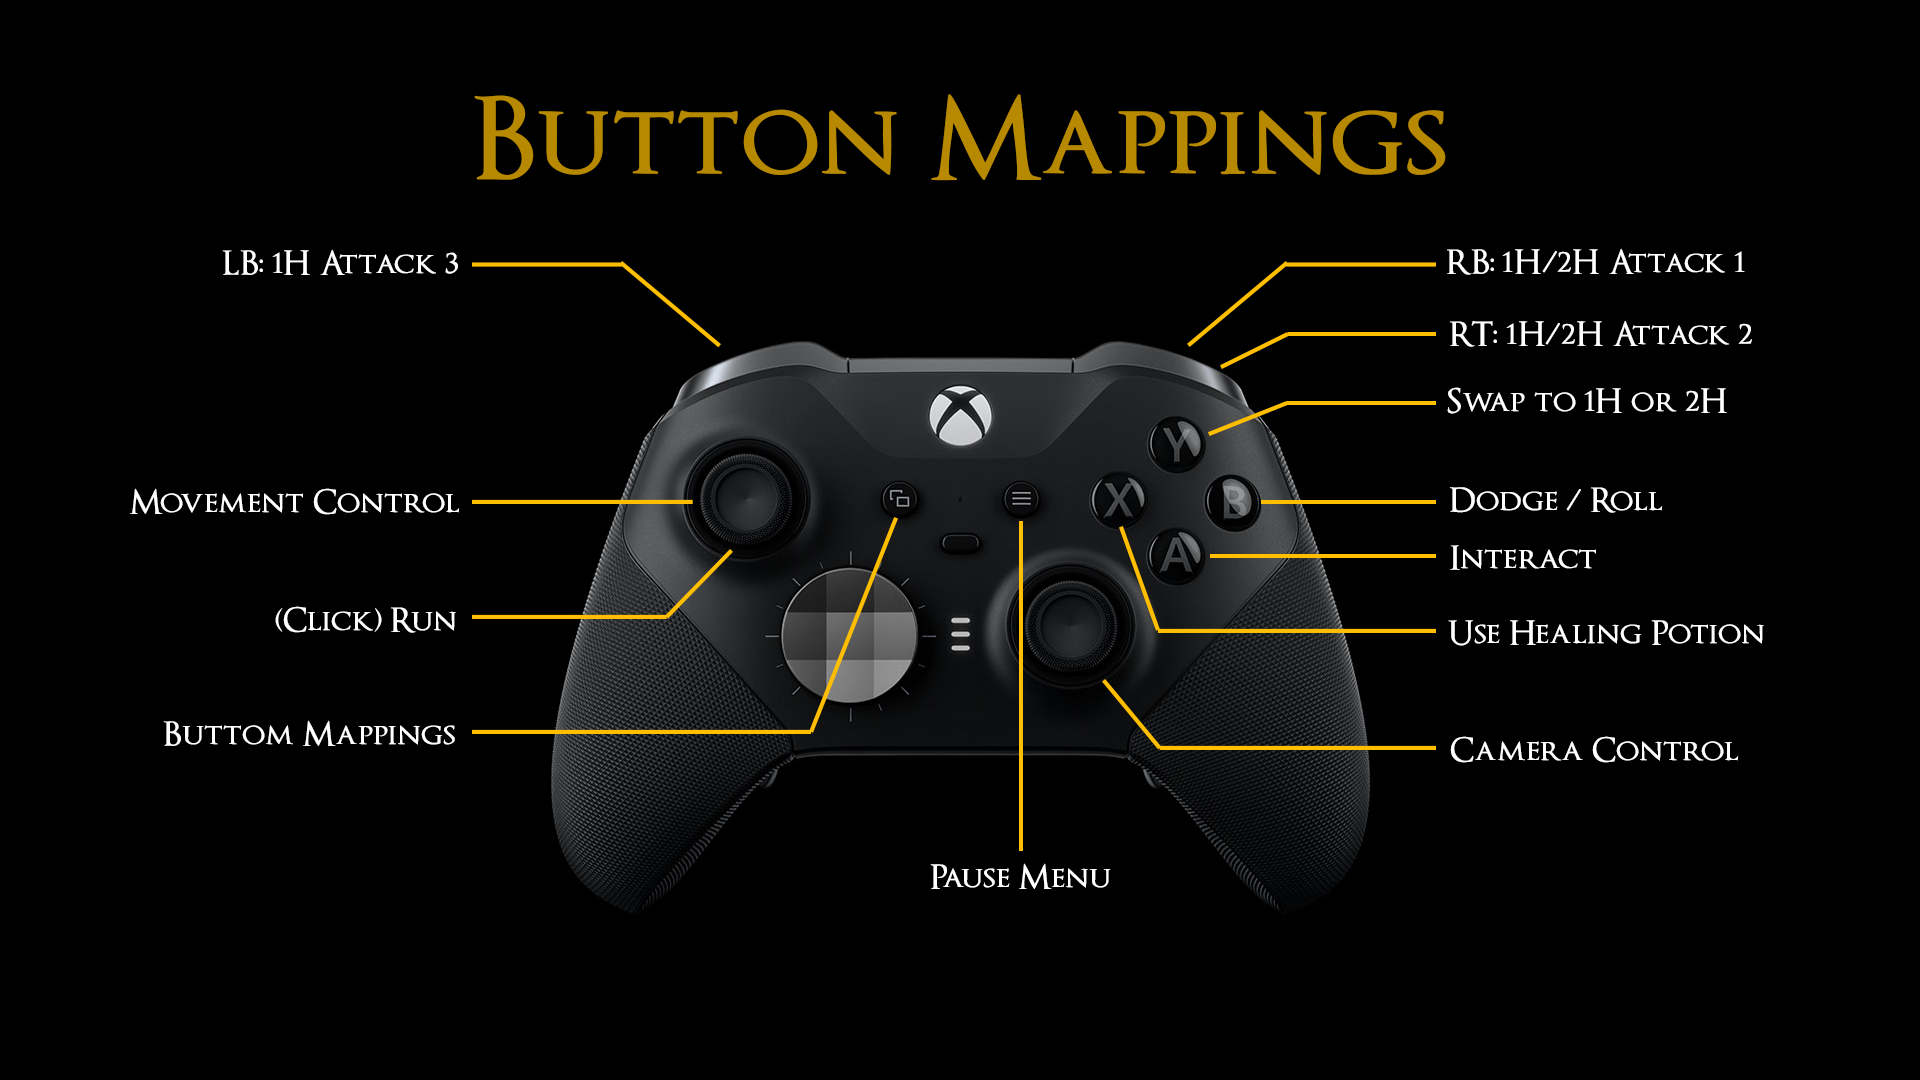 Button Mappings
LB: 1H Attack 3
RB: 1H/2H Attack 1
RT: 1H/2H Attack 2
Swap to 1H or 2H
Y
Movement Control
X
B
Dodge / Roll
A
Interact
(Click) Run
Use Healing Potion
Buttom Mappings
Camera Control
Pause Menu